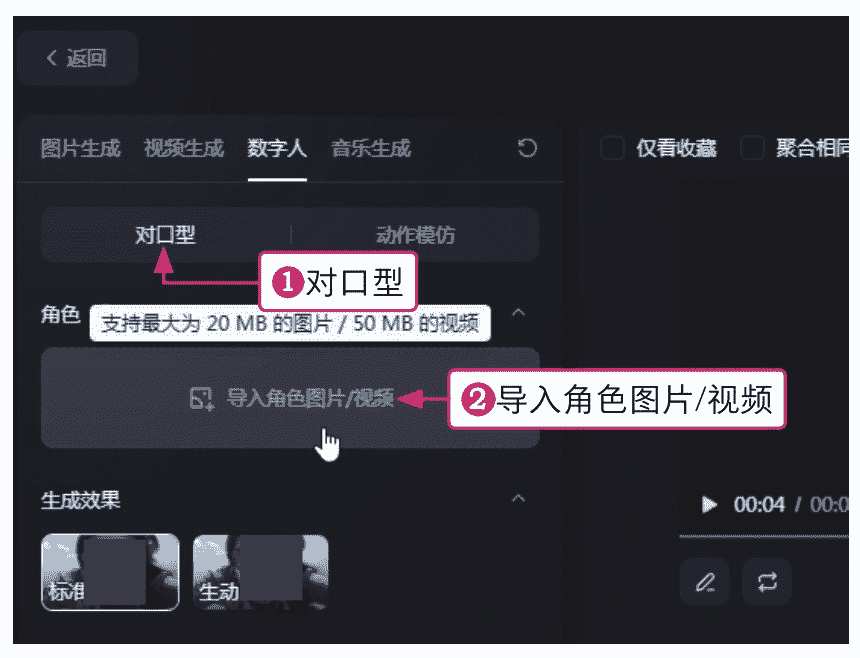 返回
图片生成 视频生成 数字人 音乐生成
仅看收藏 聚合相同
对口型 动作模仿
❶对口型
角色
支持最大为 20 MB 的图片 / 50 MB 的视频
导入角色图片/视频
❷导入角色图片/视频
生成效果
00:04 / 00:0
标准 生动